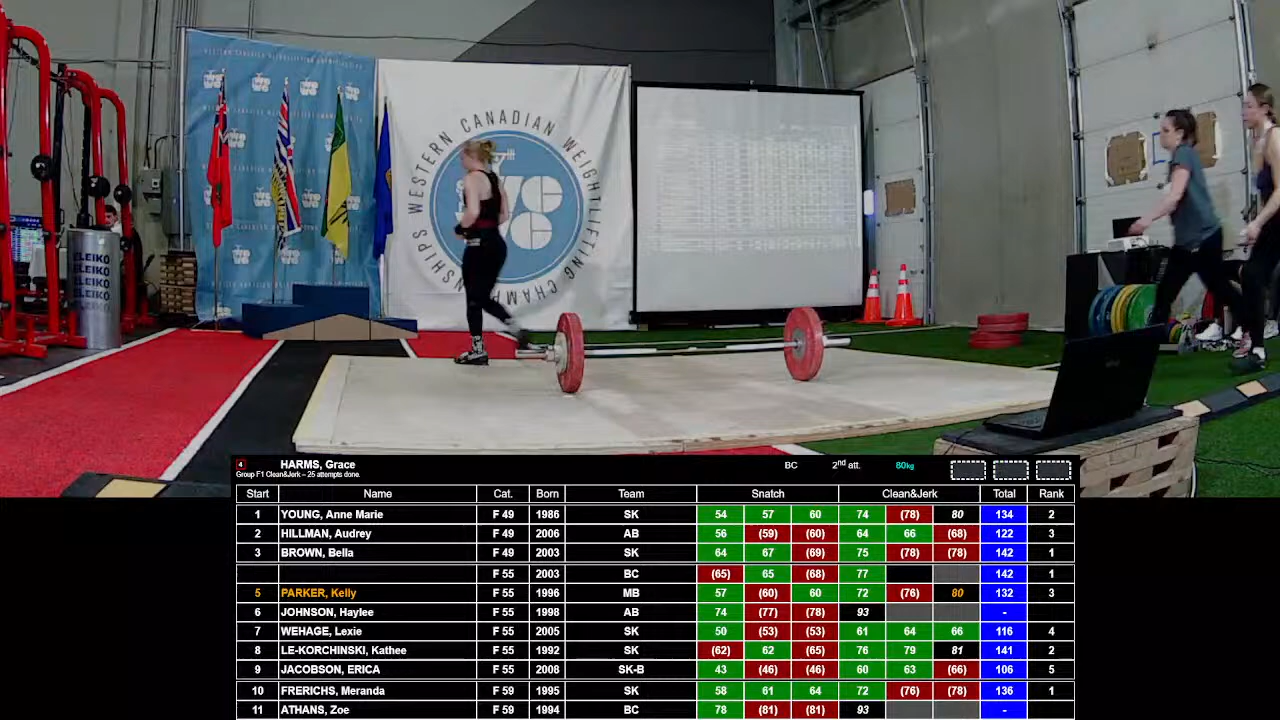 WESTERN CANADIAN WEIGHTLIFTING CHAMPIONSHIPS
ELEIKO
ELEIKO
ELEIKO
ELEIKO
4 HARMS, Grace BC 2nd att. 80kg
Group F1 Clean&Jerk – 25 attempts done.
Start Name Cat. Born Team Snatch Clean&Jerk Total Rank
1 YOUNG, Anne Marie F 49 1986 SK 54 57 60 74 (78) 80 134 2
2 HILLMAN, Audrey F 49 2006 AB 56 (59) (60) 64 66 (68) 122 3
3 BROWN, Bella F 49 2003 SK 64 67 (69) 75 (78) (78) 142 1
F 55 2003 BC (65) 65 (68) 77 142 1
5 PARKER, Kelly F 55 1996 MB 57 (60) 60 72 (76) 80 132 3
6 JOHNSON, Haylee F 55 1998 AB 74 (77) (78) 93 -
7 WEHAGE, Lexie F 55 2005 SK 50 (53) (53) 61 64 66 116 4
8 LE-KORCHINSKI, Kathee F 55 1992 SK (62) 62 (65) 76 79 81 141 2
9 JACOBSON, ERICA F 55 2008 SK-B 43 (46) (46) 60 63 (66) 106 5
10 FRERICHS, Meranda F 59 1995 SK 58 61 64 72 (76) (78) 136 1
11 ATHANS, Zoe F 59 1994 BC 78 (81) (81) 93 -